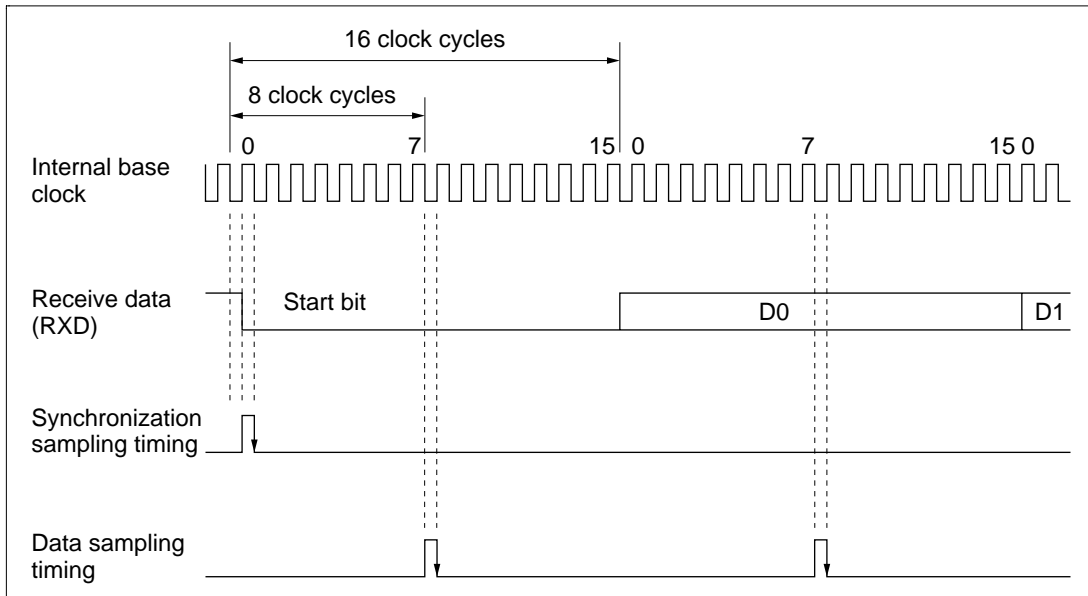 16 clock cycles
8 clock cycles
0 7 15 0 7 15 0
Internal base
clock
Receive data
(RXD)
Start bit
D0
D1
Synchronization
sampling timing
Data sampling
timing